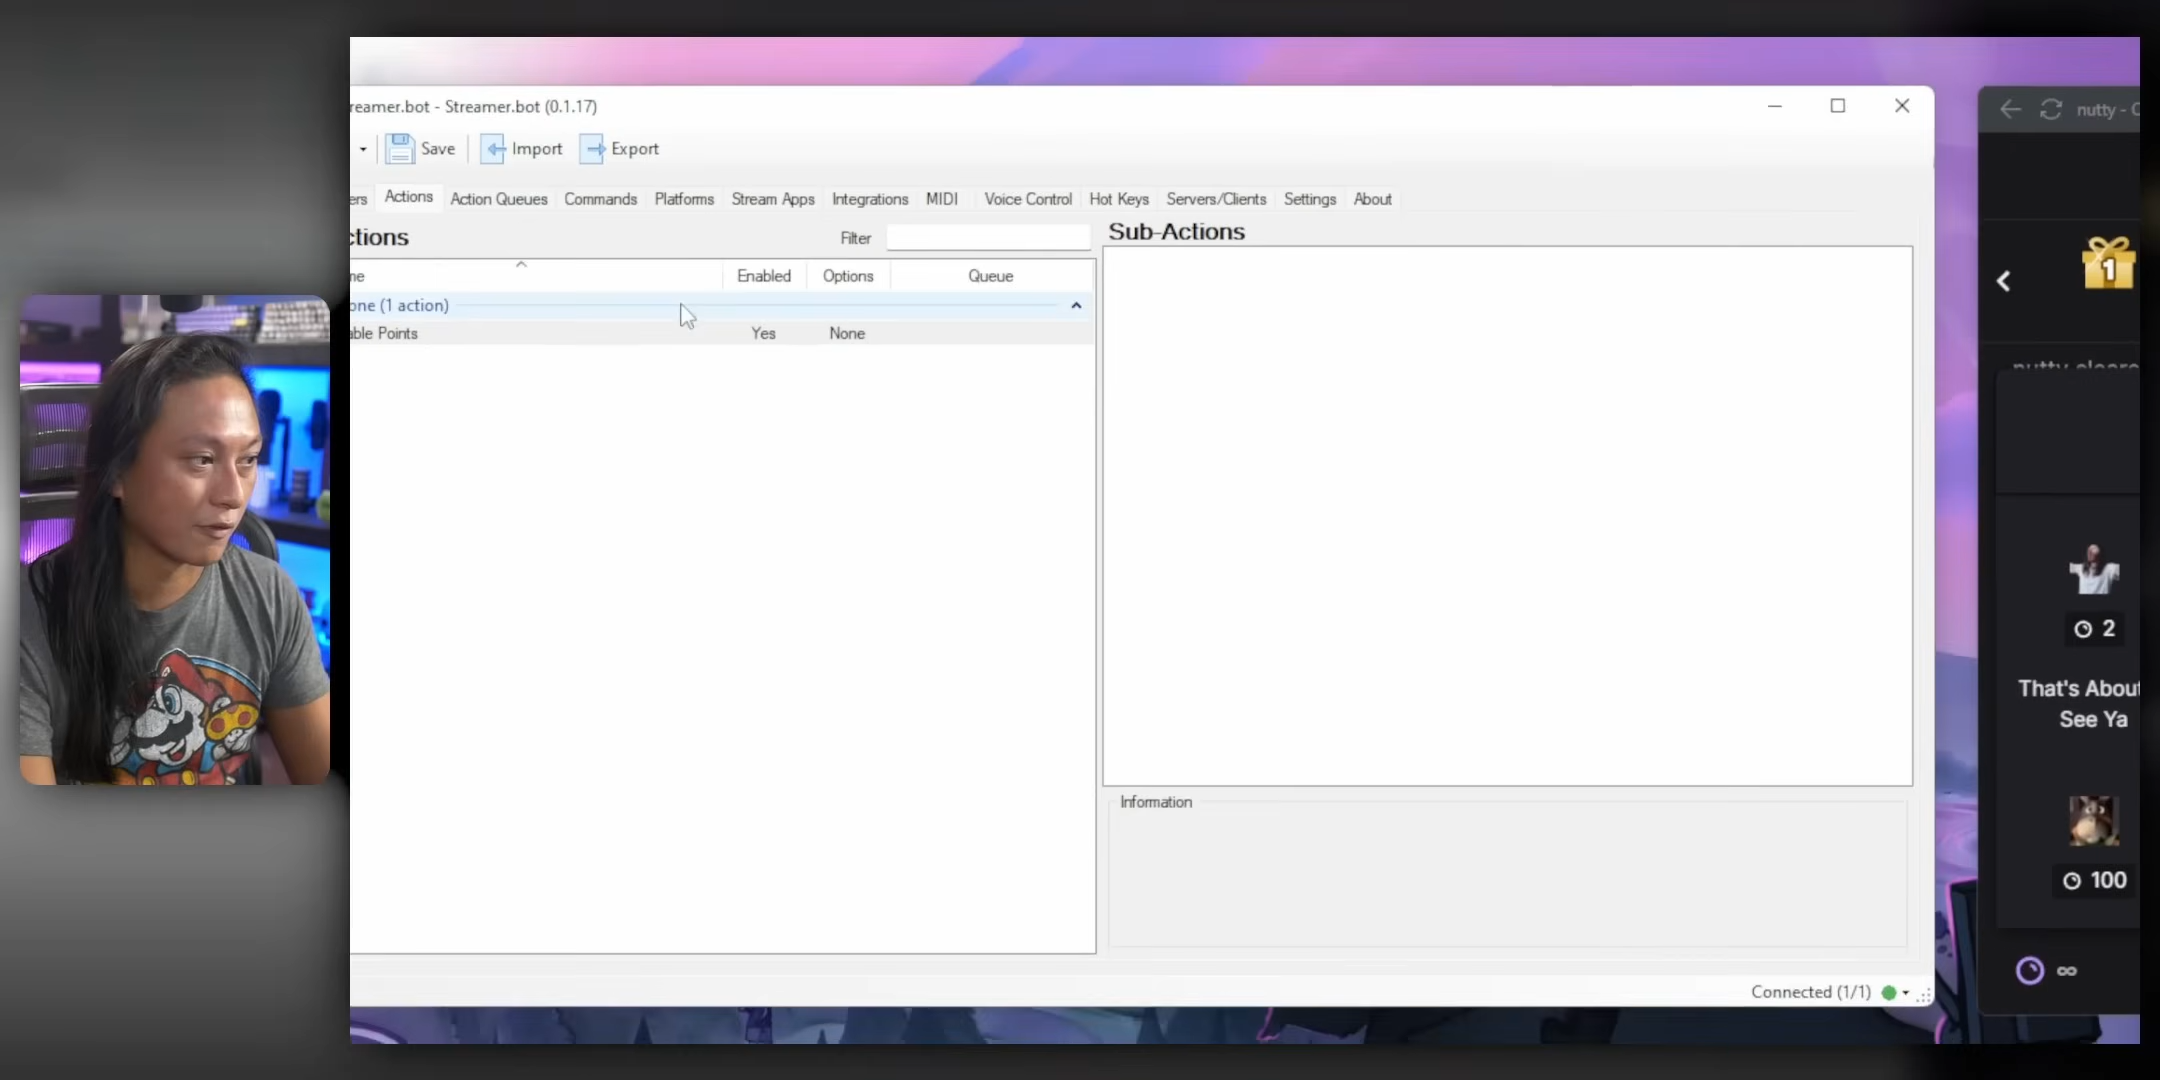 reamer.bot - Streamer.bot (0.1.17)
nutty -
Save Import Export
ers Actions Action Queues Commands Platforms Stream Apps Integrations MIDI Voice Control Hot Keys Servers/Clients Settings About
ctions Filter
Sub-Actions
me Enabled Options Queue
one (1 action)
able Points Yes None
1
2
That's About
See Ya
Information
100
∞
Connected (1/1)